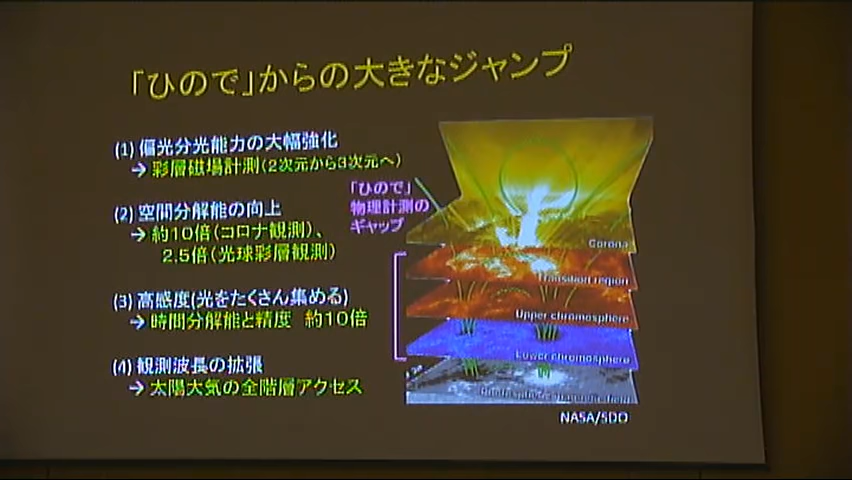 「ひので」からの大きなジャンプ
(1) 偏光分光能力の大幅強化
→ 彩層磁場計測(2次元から3次元へ)
(2) 空間分解能の向上
→ 約10倍(コロナ観測)、
2.5倍(光球彩層観測)
(3) 高感度(光をたくさん集める)
→ 時間分解能と精度 約10倍
(4) 観測波長の拡張
→ 太陽大気の全階層アクセス
「ひので」
物理計測の
ギャップ
Corona
Transition region
Upper chromosphere
Lower chromosphere
NASA/SDO